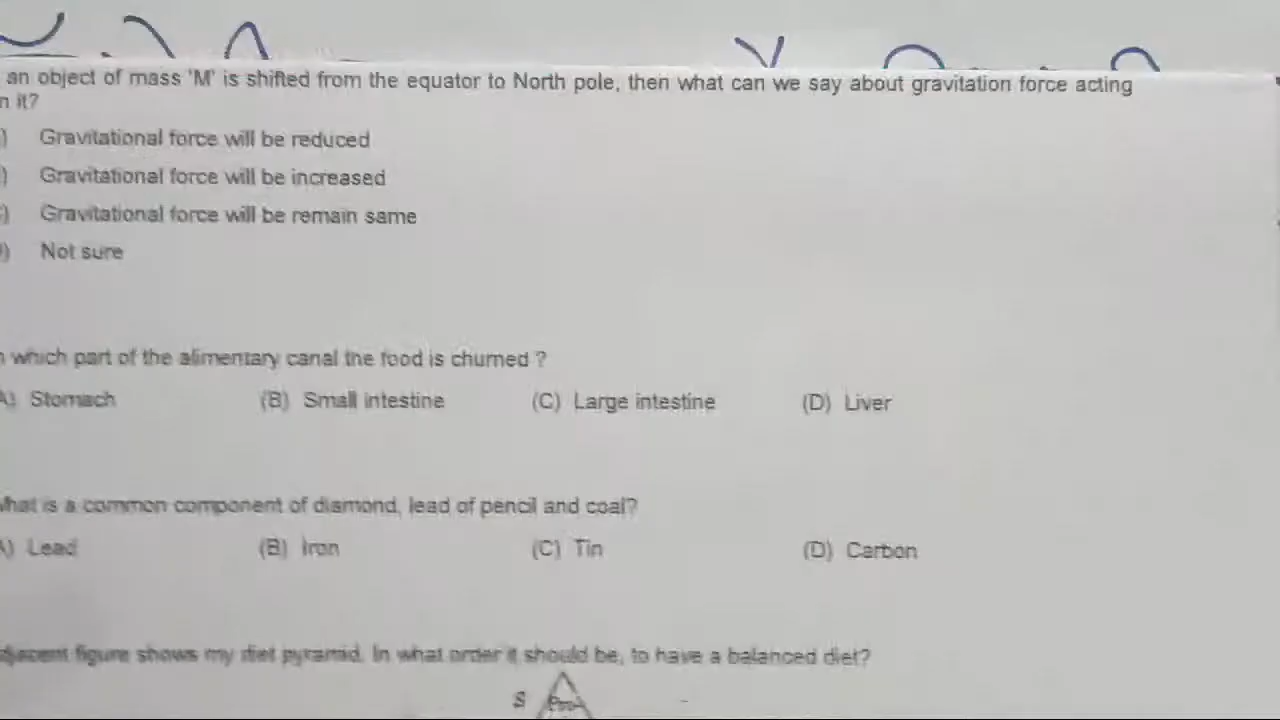 an object of mass 'M' is shifted from the equator to North pole, then what can we say about gravitation force acting
n it?
) Gravitational force will be reduced
) Gravitational force will be increased
) Gravitational force will be remain same
) Not sure
which part of the alimentary canal the food is churned ?
A) Stomach (B) Small intestine (C) Large intestine (D) Liver
hat is a common component of diamond, lead of pencil and coal?
) Lead (B) Iron (C) Tin (D) Carbon
djacent figure shows my diet pyramid. In what order it should be, to have a balanced diet?
S